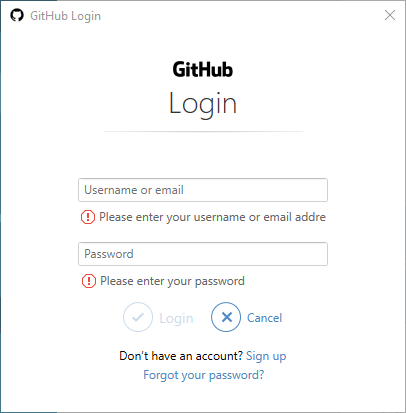 GitHub Login
GitHub
Login
Username or email
Please enter your username or email addre
Password
Please enter your password
Login Cancel
Don't have an account? Sign up
Forgot your password?